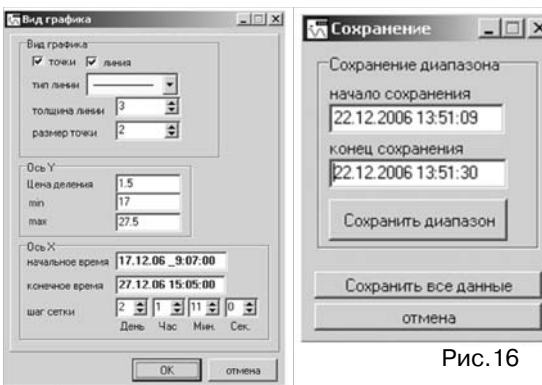 Вид графика
Вид графика
точки линия
тип линии
толщина линии 3
размер точки 2
Ось Y
Цена деления 1.5
min 17
max 27.5
Ось X
начальное время 17.12.06 _9:07:00
конечное время 27.12.06 15:05:00
шаг сетки 2 1 11 0
День Час Мин. Сек.
OK отмена
Сохранение
Сохранение диапазона
начало сохранения
22.12.2006 13:51:09
конец сохранения
22.12.2006 13:51:30
Сохранить диапазон
Сохранить все данные
отмена
Рис.16